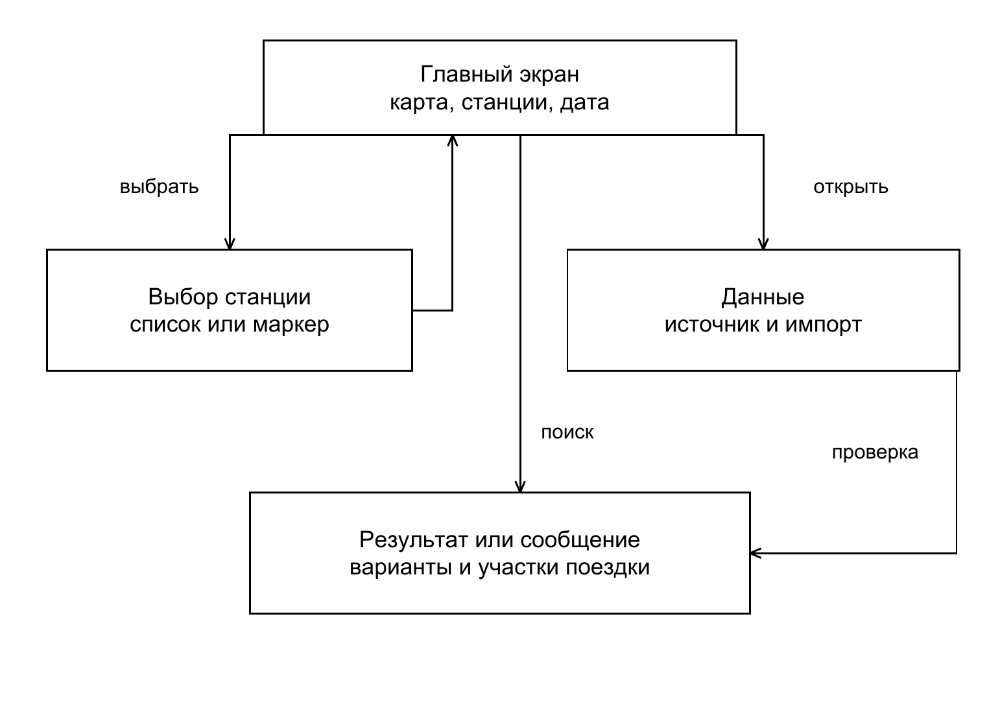 Главный экран
карта, станции, дата
выбрать
открыть
Выбор станции
список или маркер
Данные
источник и импорт
поиск
проверка
Результат или сообщение
варианты и участки поездки